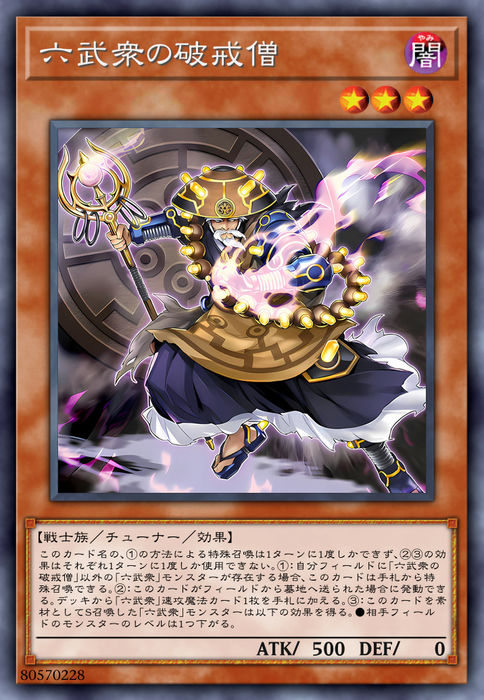 六武衆の破戒僧
やみ
闇
【戦士族／チューナー／効果】
このカード名の、①の方法による特殊召喚は1ターンに1度しかできず、②③の効
果はそれぞれ1ターンに1度しか使用できない。①：自分フィールドに「六武衆の
破戒僧」以外の「六武衆」モンスターが存在する場合、このカードは手札から特
殊召喚できる。②：このカードがフィールドから墓地へ送られた場合に発動でき
る。デッキから「六武衆」速攻魔法カード1枚を手札に加える。③：このカードを素
材としてS召喚した「六武衆」モンスターは以下の効果を得る。●相手フィール
ドのモンスターのレベルは1つ下がる。
ATK/ 500 DEF/ 0
80570228